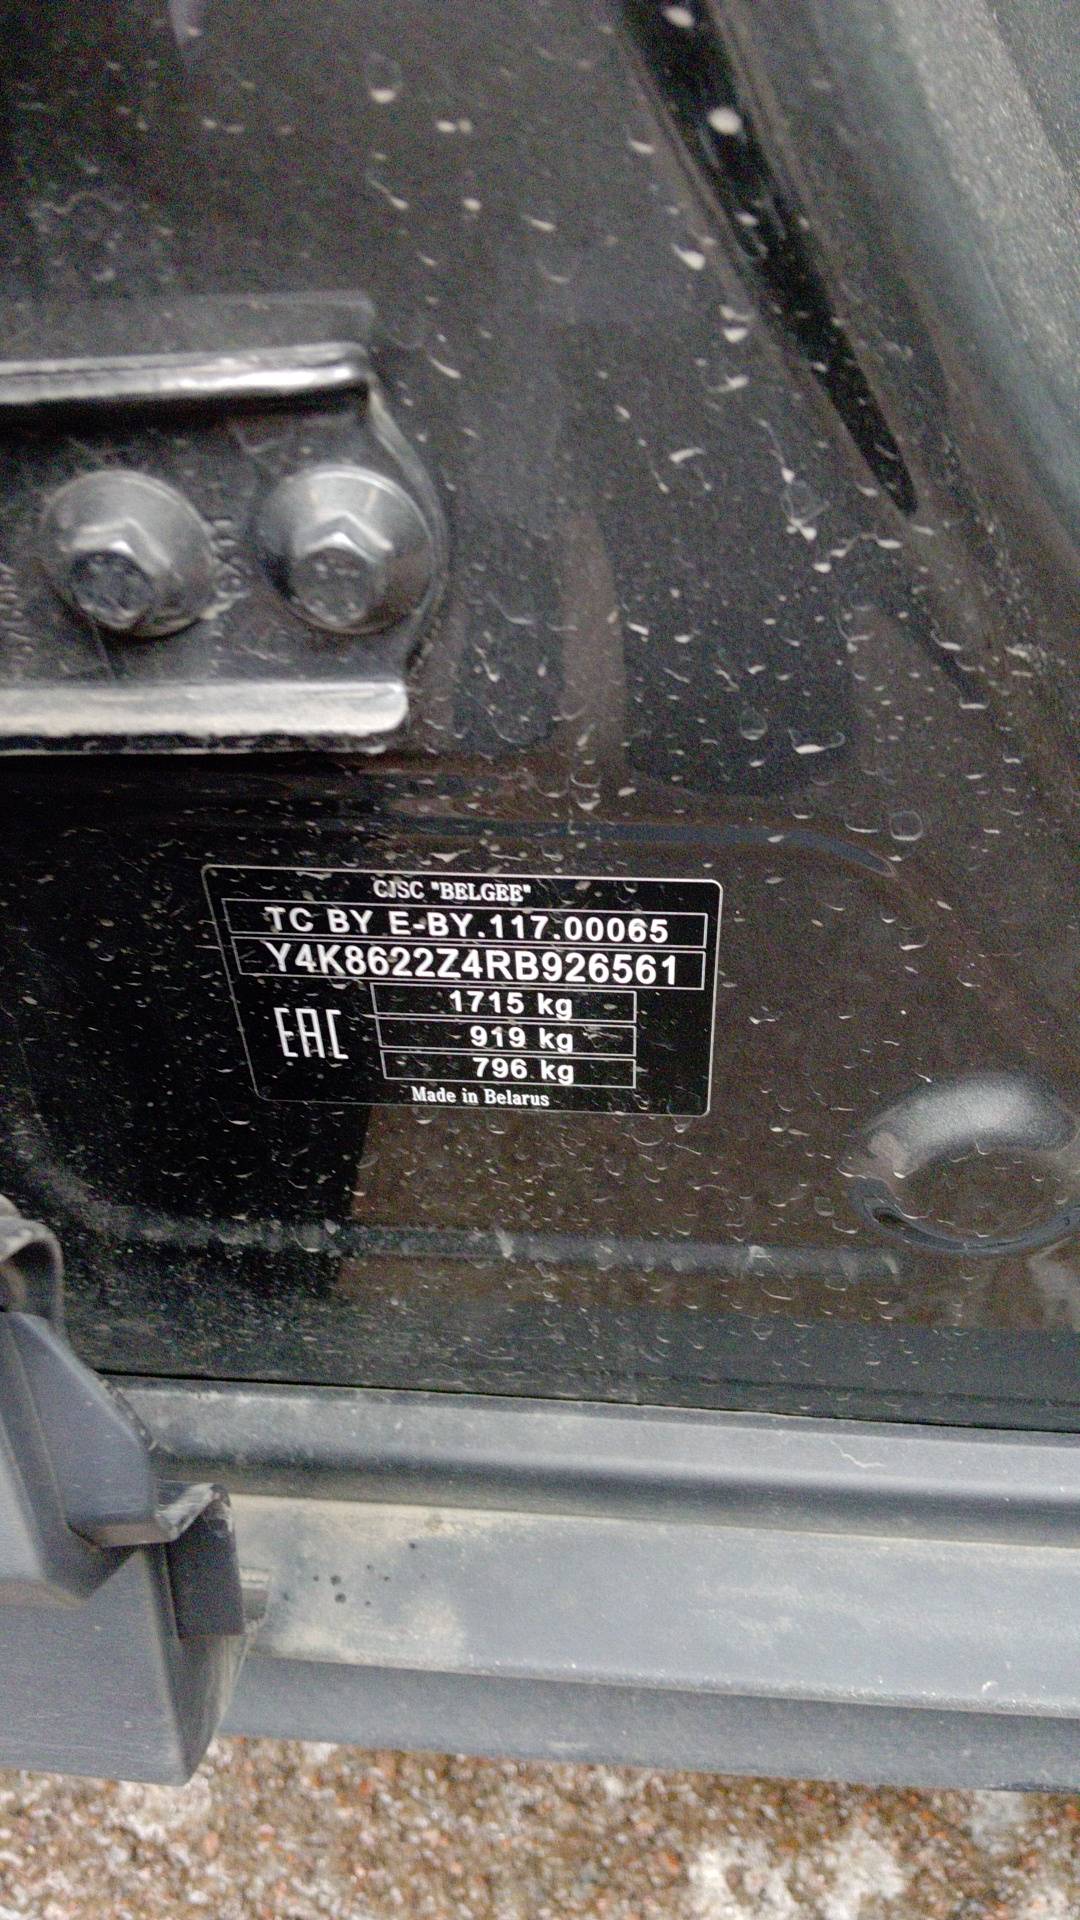 CJSC "BELGEE"
TC BY E-BY.117.00065
Y4K8622Z4RB926561
1715 kg
EAC
919 kg
796 kg
Made in Belarus